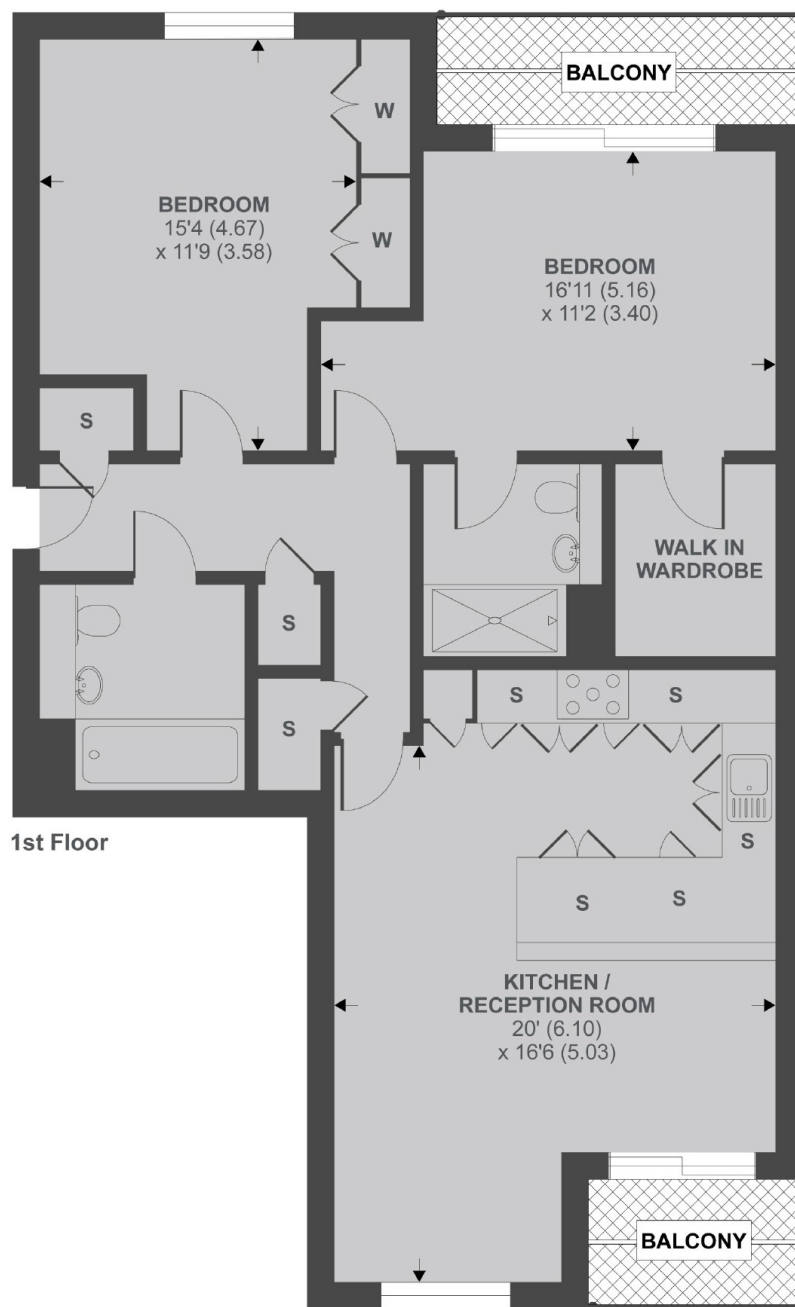 BALCONY
W
BEDROOM
15'4 (4.67)
x 11'9 (3.58)
W
BEDROOM
16'11 (5.16)
x 11'2 (3.40)
S
WALK IN
WARDROBE
S
S
S
S
1st Floor
S
S
S
KITCHEN /
RECEPTION ROOM
20' (6.10)
x 16'6 (5.03)
BALCONY